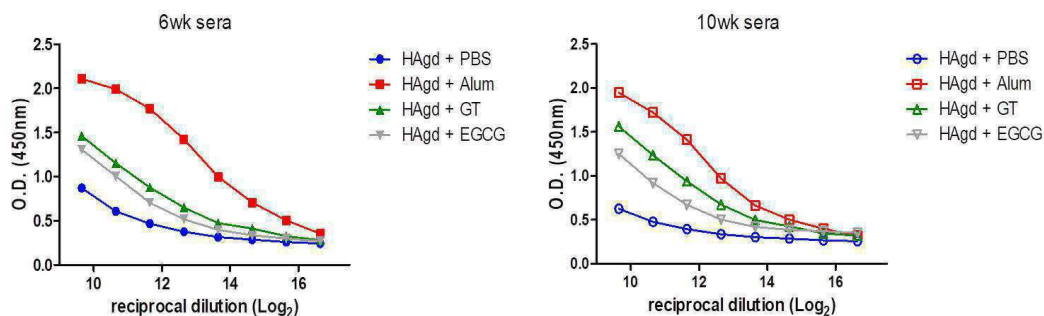 6wk sera
2.5
2.0
1.5
1.0
0.5
0.0
O.D. (450nm)
10
12
14
16
reciprocal dilution (Log2)
HAgd + PBS
HAgd + Alum
HAgd + GT
HAgd + EGCG
10wk sera
2.5
2.0
1.5
1.0
0.5
0.0
O.D. (450nm)
10
12
14
16
reciprocal dilution (Log2)
HAgd + PBS
HAgd + Alum
HAgd + GT
HAgd + EGCG